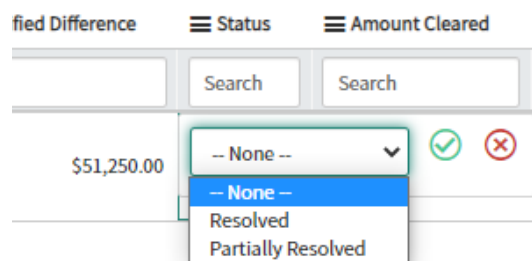 fied Difference
Status
Amount Cleared
Search
Search
$51,250.00
-- None --
-- None --
Resolved
Partially Resolved